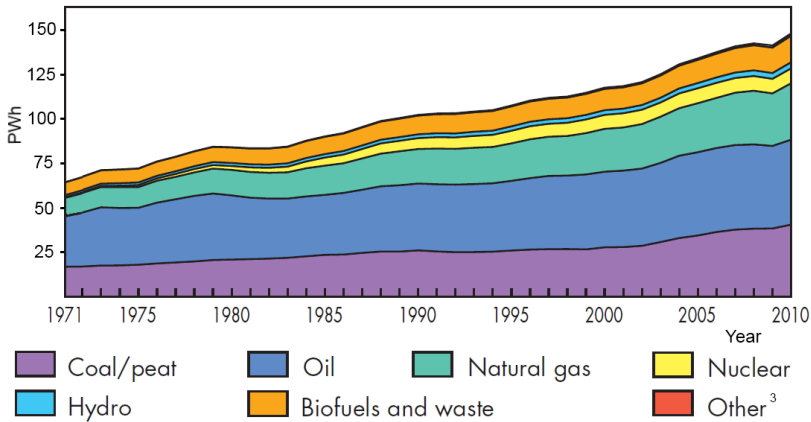 150
125
100
75
50
25
PWh
1971 1975 1980 1985 1990 1995 2000 2005 2010
Year
Coal/peat Oil Natural gas Nuclear
Hydro Biofuels and waste Other³